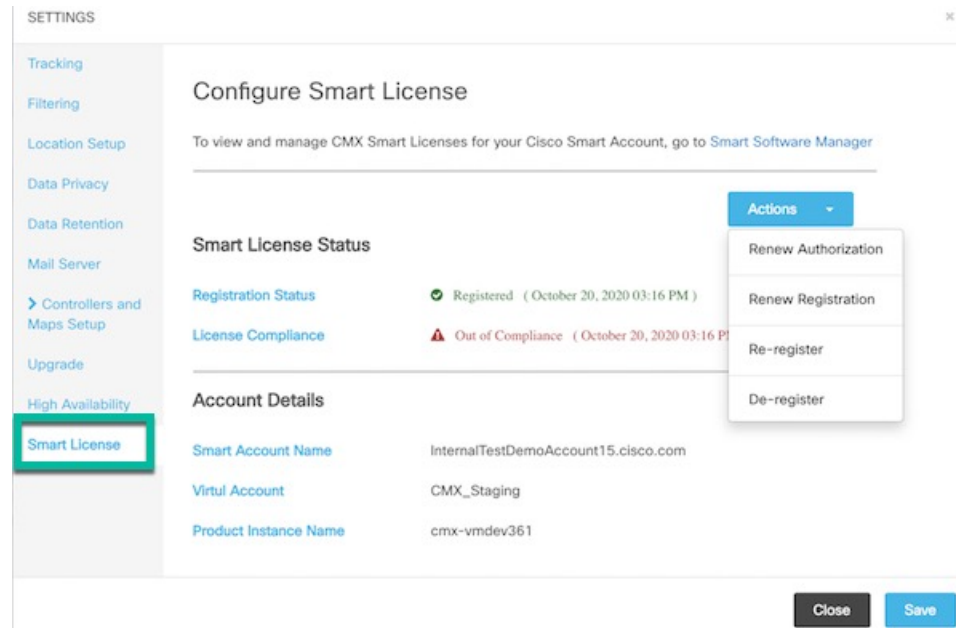 SETTINGS
×
Tracking
Filtering
Location Setup
Data Privacy
Data Retention
Mail Server
Controllers and
Maps Setup
Upgrade
High Availability
Smart License
Configure Smart License
To view and manage CMX Smart Licenses for your Cisco Smart Account, go to Smart Software Manager
Actions
Renew Authorization
Renew Registration
Re-register
De-register
Smart License Status
Registration Status
Registered ( October 20, 2020 03:16 PM )
License Compliance
Out of Compliance ( October 20, 2020 03:16
Account Details
Smart Account Name
InternalTestDemoAccount15.cisco.com
Virtul Account
CMX_Staging
Product Instance Name
cmx-vmdev361
Close
Save